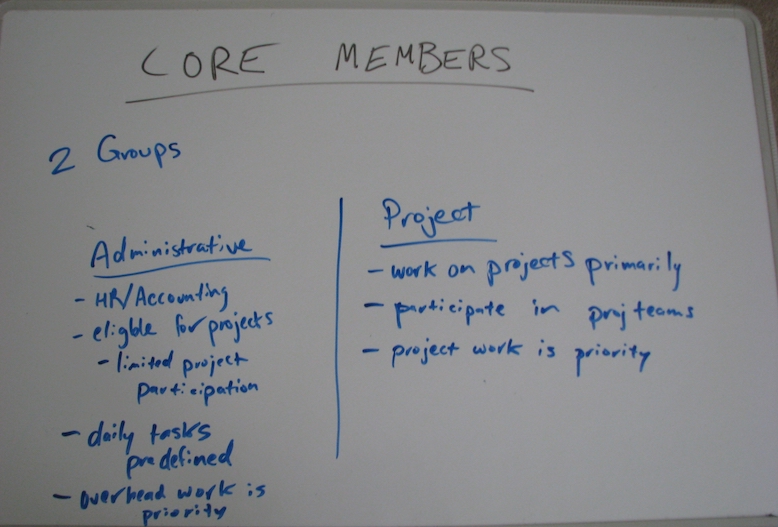 CORE MEMBERS
2 Groups
Administrative
- HR/Accounting
- eligble for projects
- limited project
participation
- daily tasks
predefined
- overhead work is
priority
Project
- work on projects primarily
- participate in proj teams
- project work is priority